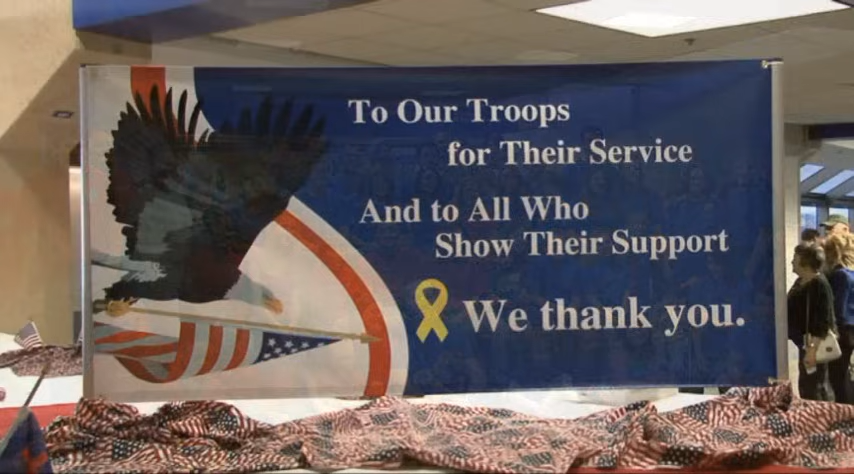 To Our Troops
for Their Service
And to All Who
Show Their Support
We thank you.